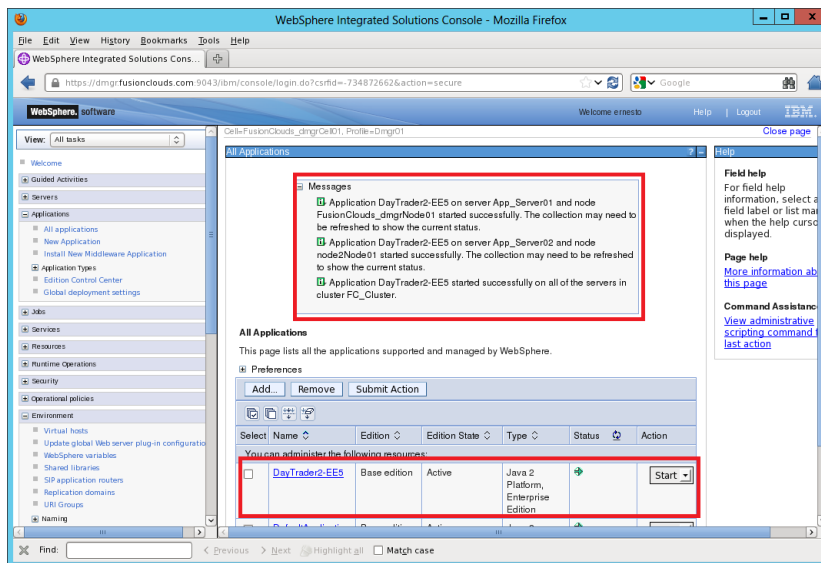 WebSphere Integrated Solutions Console - Mozilla Firefox
File Edit View History Bookmarks Tools Help
WebSphere Integrated Solutions Cons...
https://dmgr.fusionclouds.com:9043/ibm/console/login.do?csrfid=-734872662&action=secure
Google
WebSphere. software
Welcome ernesto
Help | Logout
IBM.
View: All tasks
Welcome
Guided Activities
Servers
Applications
All applications
New Application
Install New Middleware Application
Application Types
Edition Control Center
Global deployment settings
Jobs
Services
Resources
Runtime Operations
Security
Operational policies
Environment
Virtual hosts
Update global Web server plug-in configuratio
WebSphere variables
Shared libraries
SIP application routers
Replication domains
URI Groups
Naming
Cell=FusionClouds_dmgrCell01, Profile=Dmgr01
Close page
All Applications
? –
Messages
Application DayTrader2-EE5 on server App_Server01 and node
FusionClouds_dmgrNode01 started successfully. The collection may need to
be refreshed to show the current status.
Application DayTrader2-EE5 on server App_Server02 and node
node2Node01 started successfully. The collection may need to be refreshed
to show the current status.
Application DayTrader2-EE5 started successfully on all of the servers in
cluster FC_Cluster.
All Applications
This page lists all the applications supported and managed by WebSphere.
Preferences
Add... Remove Submit Action
Select Name Edition Edition State Type Status Action
You can administer the following resources:
DayTrader2-EE5 Base edition Active Java 2
Platform,
Enterprise
Edition
Start
Help
Field help
For field help
information, select a
field label or list mar
when the help curso
displayed.
Page help
More information ab
this page
Command Assistanc
View administrative
scripting command f
last action
Find: Previous Next Highlight all Match case